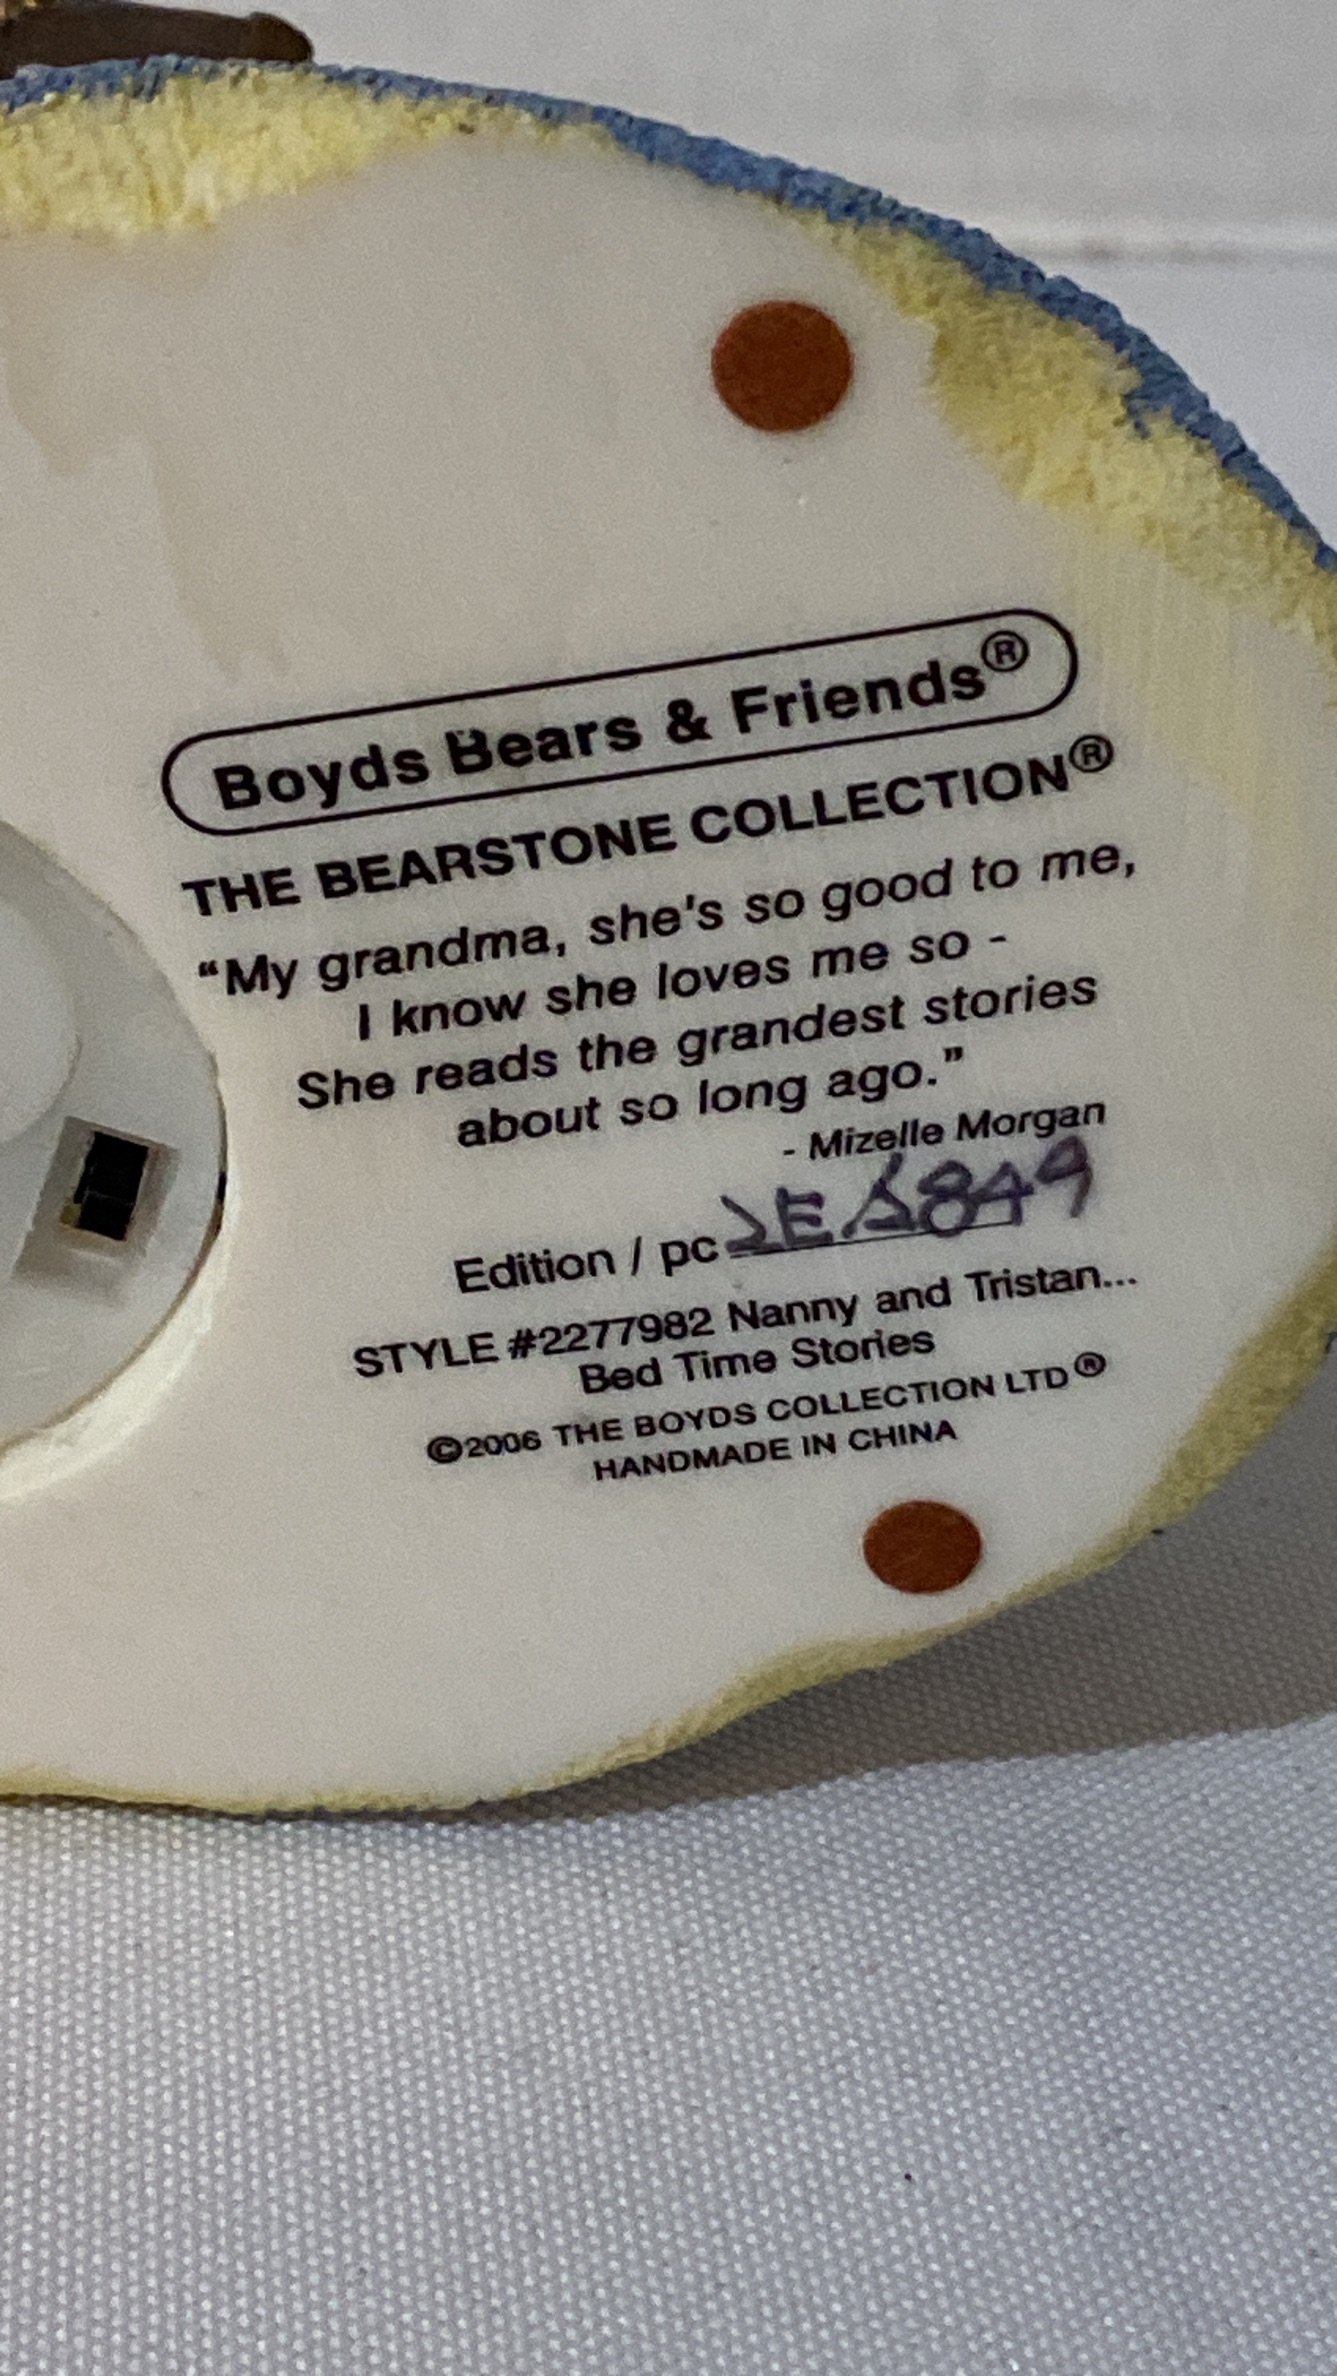 Boyds Bears & Friends®
THE BEARSTONE COLLECTION®
“My grandma, she's so good to me,
I know she loves me so -
She reads the grandest stories
about so long ago.”
- Mizelle Morgan
Edition / pc
STYLE #2277982 Nanny and Tristan...
Bed Time Stories
©2006 THE BOYDS COLLECTION LTD®
HANDMADE IN CHINA